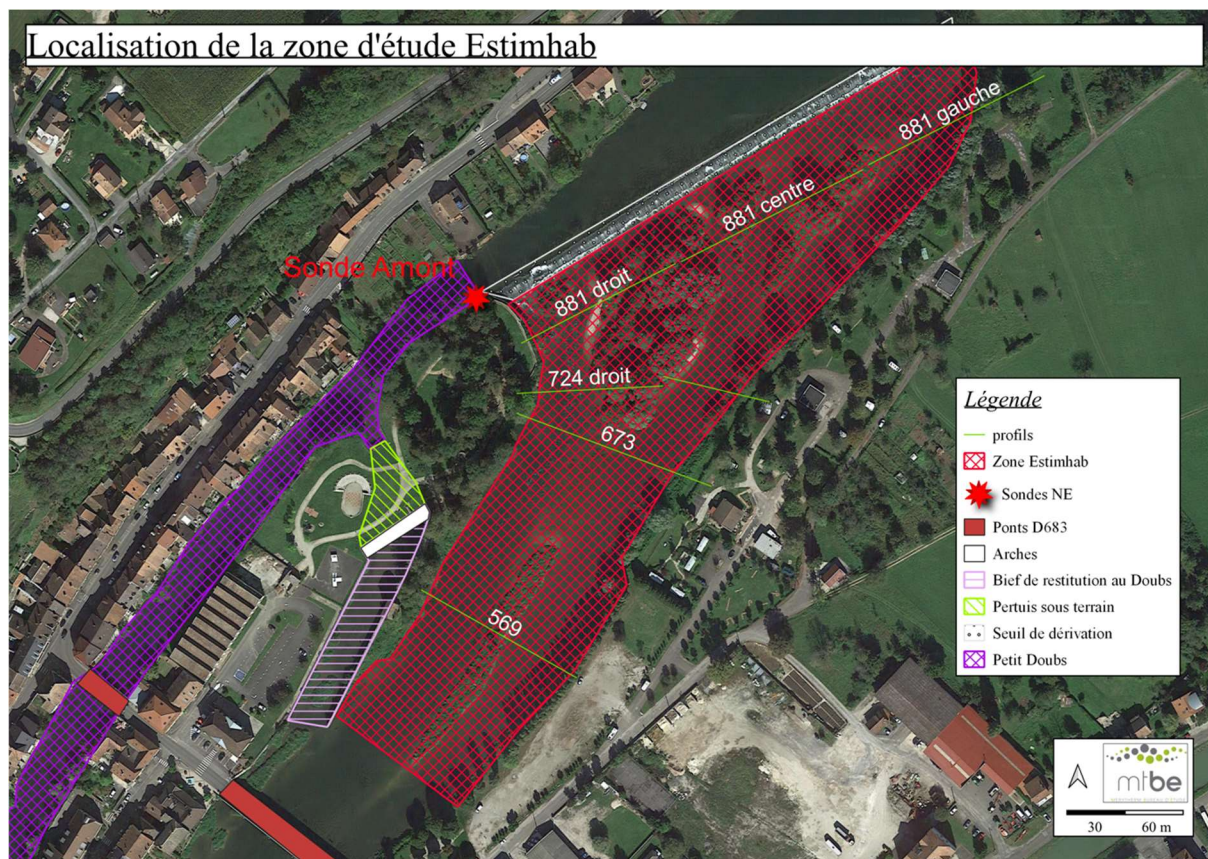 Localisation de la zone d'étude Estimhab
881 gauche
881 centre
Sonde Amont
881 droit
724 droit
673
569
Légende
profils
Zone Estimhab
Sondes NE
Ponts D683
Arches
Bief de restitution au Doubs
Pertuis sous terrain
Seuil de dérivation
Petit Doubs
mtbe
30 60 m